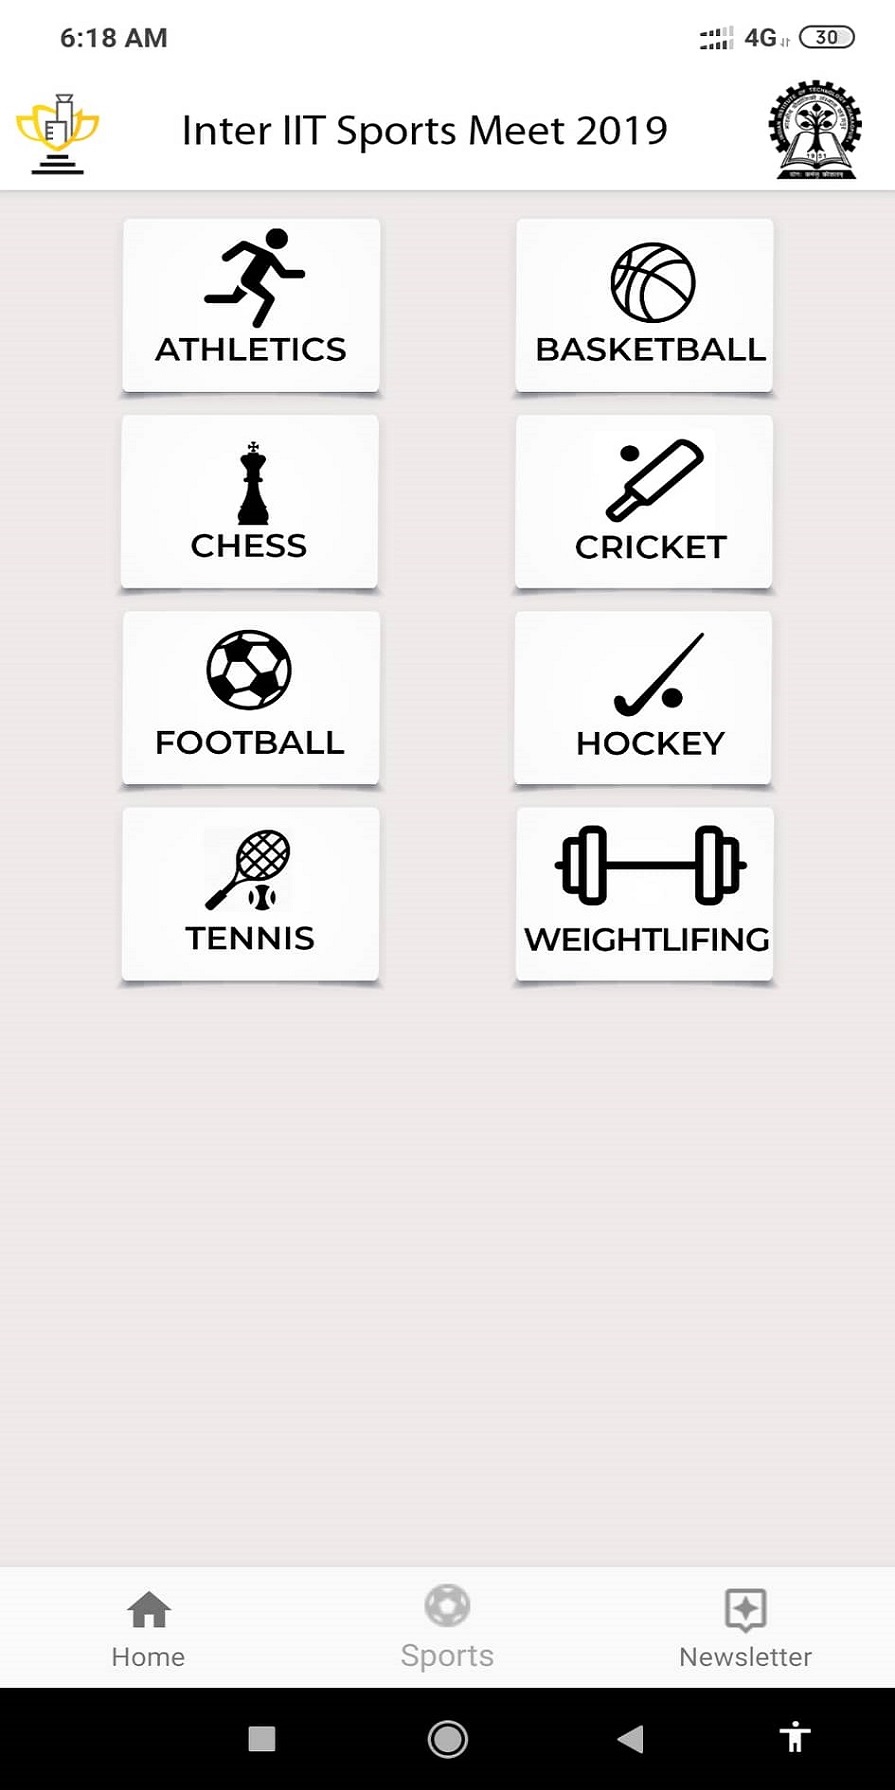 6:18 AM
4G
30
Inter IIT Sports Meet 2019
1951
ATHLETICS
BASKETBALL
CHESS
CRICKET
FOOTBALL
HOCKEY
TENNIS
WEIGHTLIFING
Home
Sports
Newsletter